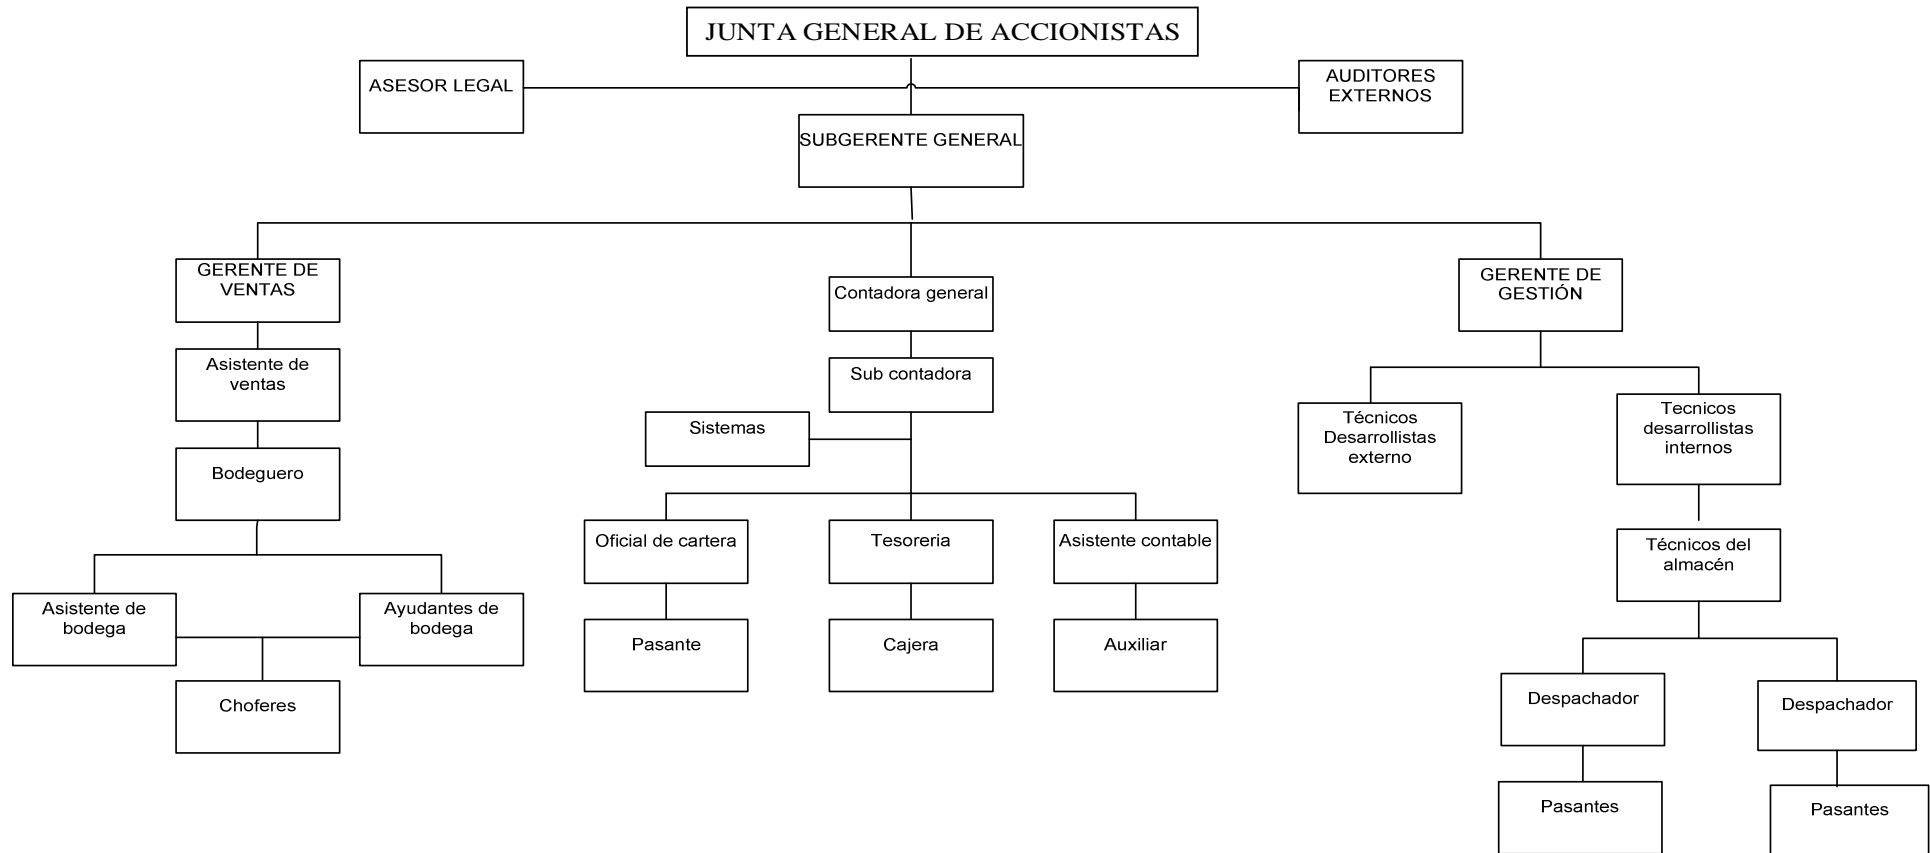 JUNTA GENERAL DE ACCIONISTAS
ASESOR LEGAL
AUDITORES
EXTERNOS
SUBGERENTE GENERAL
GERENTE DE
VENTAS
Contadora general
GERENTE DE
GESTIÓN
Asistente de
ventas
Sub contadora
Sistemas
Técnicos
Desarrollistas
externo
Tecnicos
desarrollistas
internos
Bodeguero
Oficial de cartera
Tesoreria
Asistente contable
Técnicos del
almacén
Asistente de
bodega
Ayudantes de
bodega
Pasante
Cajera
Auxiliar
Choferes
Despachador
Despachador
Pasantes
Pasantes